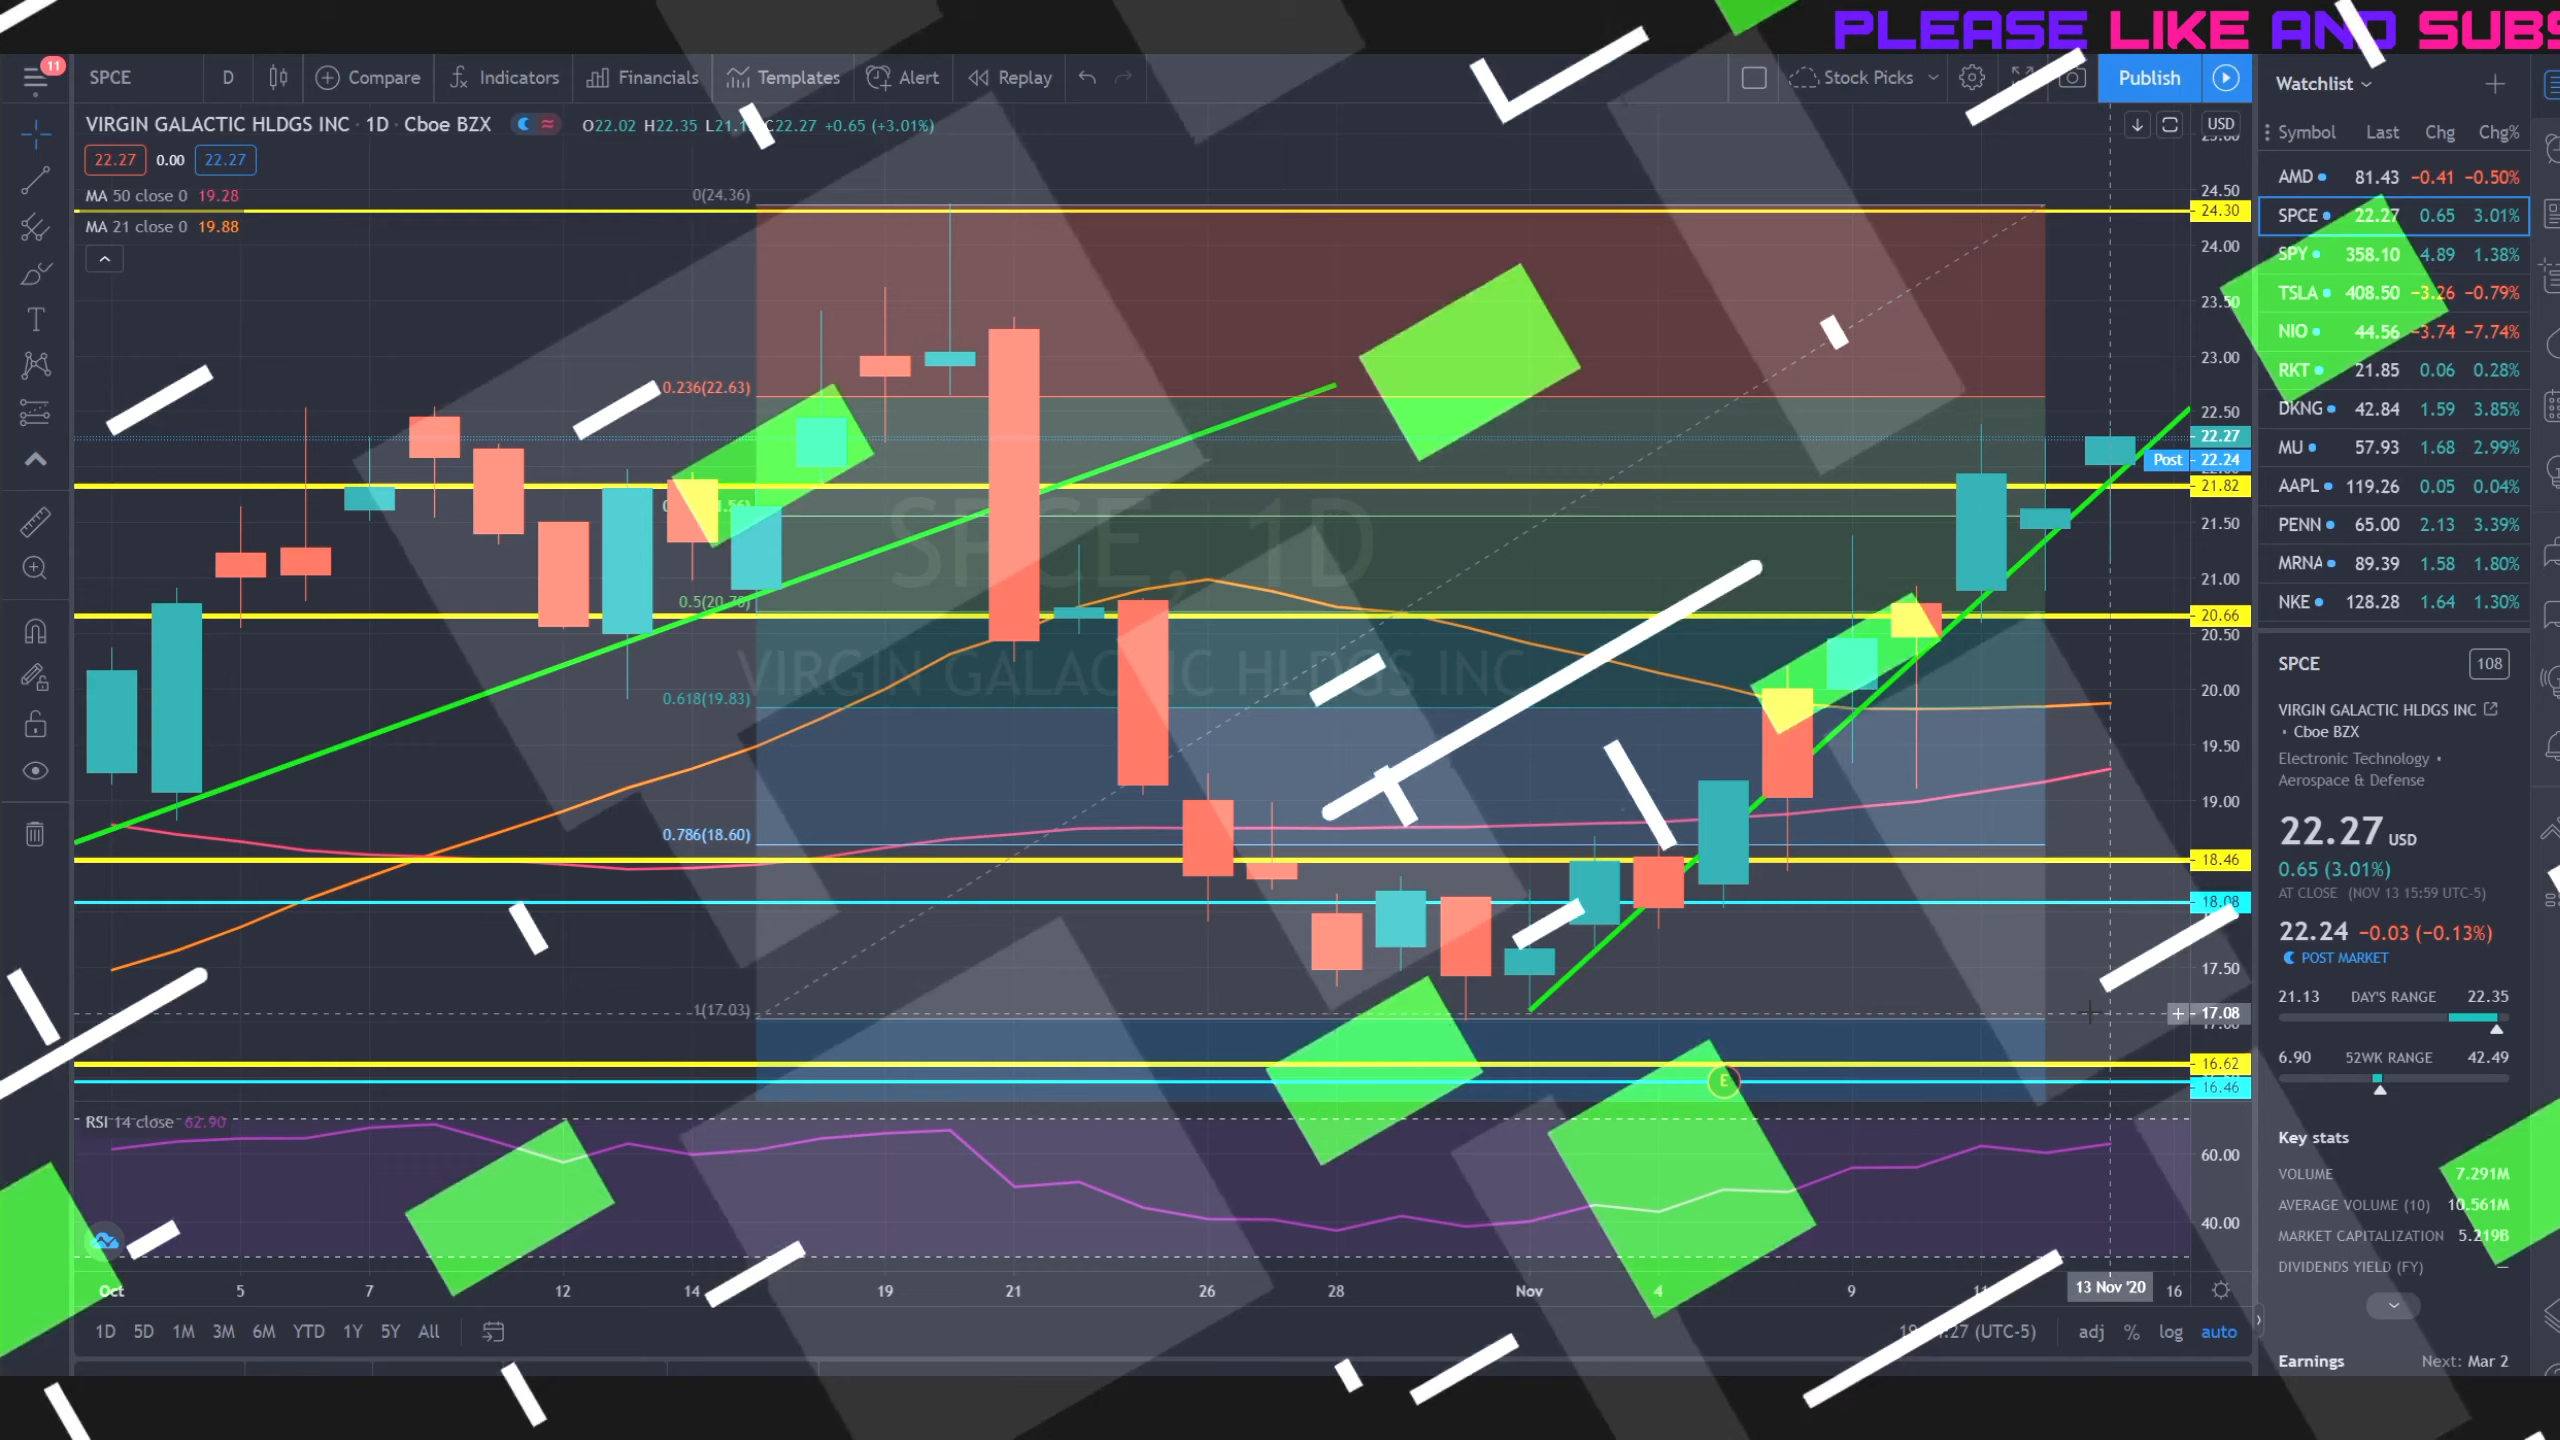 PLEASE LIKE AND SUBS
11
SPCE D Compare Indicators Financials Templates Alert Replay Stock Picks Publish
VIRGIN GALACTIC HLDGS INC · 1D · Cboe BZX O22.02 H22.35 C22.27 +0.65 (+3.01%)
22.27 0.00 22.27
MA 50 close 0 19.28
MA 21 close 0 19.88
USD
24.50
24.30
24.00
23.50
23.00
22.50
22.27
Post 22.24
21.82
21.50
21.00
20.66
20.50
20.00
19.50
19.00
18.46
18.08
17.50
17.08
16.62
16.46
0(24.36)
0.236(22.63)
0.5(20.70)
0.618(19.83)
0.786(18.60)
1(17.03)
SPCE, 1D
VIRGIN GALACTIC HLDGS INC
E
RSI 14 close 62.90
60.00
40.00
Oct 5 7 12 14 19 21 26 28 Nov 4 9 13 Nov '20 16
1D 5D 1M 3M 6M YTD 1Y 5Y All (UTC-5) adj % log auto
Watchlist
Symbol Last Chg Chg%
AMD 81.43 −0.41 −0.50%
SPCE 22.27 0.65 3.01%
SPY 358.10 4.89 1.38%
TSLA 408.50 −3.26 −0.79%
NIO 44.56 −3.74 −7.74%
RKT 21.85 0.06 0.28%
DKNG 42.84 1.59 3.85%
MU 57.93 1.68 2.99%
AAPL 119.26 0.05 0.04%
PENN 65.00 2.13 3.39%
MRNA 89.39 1.58 1.80%
NKE 128.28 1.64 1.30%
SPCE 108
VIRGIN GALACTIC HLDGS INC
• Cboe BZX
Electronic Technology •
Aerospace & Defense
22.27 USD
0.65 (3.01%)
AT CLOSE (NOV 13 15:59 UTC-5)
22.24 −0.03 (−0.13%)
POST MARKET
21.13 DAY'S RANGE 22.35
6.90 52WK RANGE 42.49
Key stats
VOLUME 7.291M
AVERAGE VOLUME (10) 10.561M
MARKET CAPITALIZATION 5.219B
DIVIDENDS YIELD (FY) —
Earnings Next: Mar 2